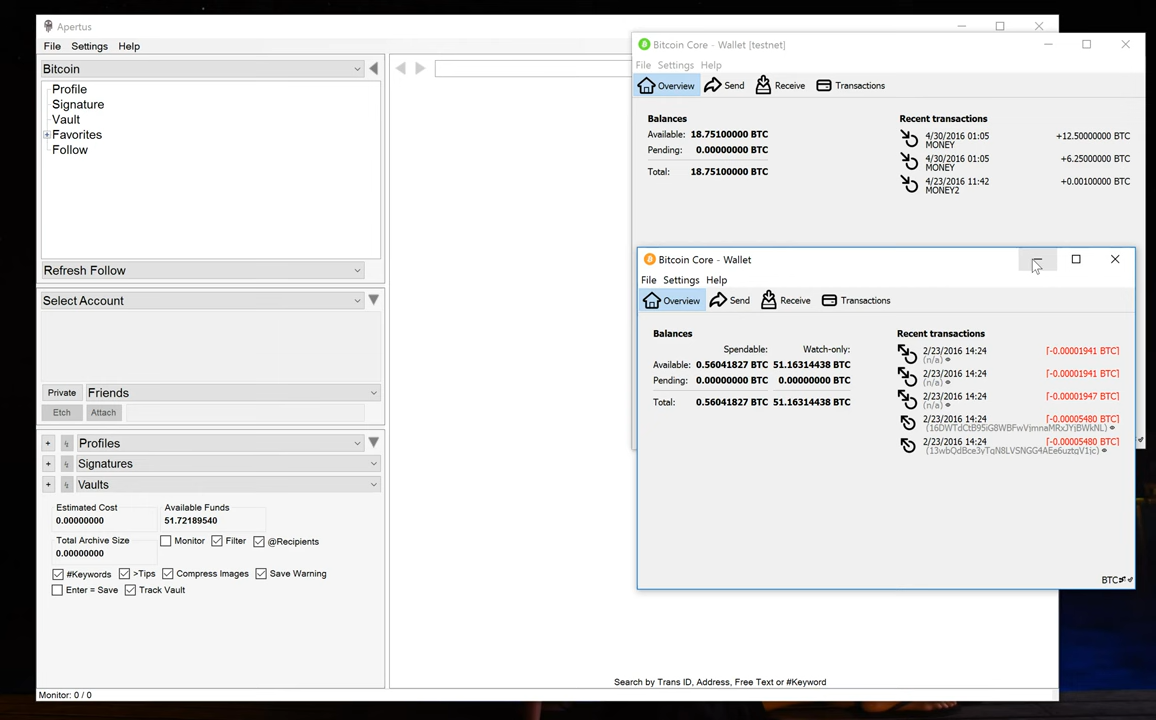 Apertus
File Settings Help
Bitcoin
Profile
Signature
Vault
Favorites
Follow
Refresh Follow
Select Account
Private Friends
Etch Attach
+ Profiles
+ Signatures
+ Vaults
Estimated Cost Available Funds
0.00000000 51.72189540
Total Archive Size
0.00000000
Monitor Filter @Recipients
#Keywords >Tips Compress Images Save Warning
Enter = Save Track Vault
Monitor: 0 / 0
Search by Trans ID, Address, Free Text or #Keyword
Bitcoin Core - Wallet [testnet]
File Settings Help
Overview Send Receive Transactions
Balances
Available: 18.75100000 BTC
Pending: 0.00000000 BTC
Total: 18.75100000 BTC
Recent transactions
4/30/2016 01:05 +12.50000000 BTC
MONEY
4/30/2016 01:05 +6.25000000 BTC
MONEY
4/23/2016 11:42 +0.00100000 BTC
MONEY2
Bitcoin Core - Wallet
File Settings Help
Overview Send Receive Transactions
Balances
Spendable: Watch-only:
Available: 0.56041827 BTC 51.16314438 BTC
Pending: 0.00000000 BTC 0.00000000 BTC
Total: 0.56041827 BTC 51.16314438 BTC
Recent transactions
2/23/2016 14:24 [-0.00001941 BTC]
(n/a)
2/23/2016 14:24 [-0.00001941 BTC]
(n/a)
2/23/2016 14:24 [-0.00001947 BTC]
(n/a)
2/23/2016 14:24 [-0.00005480 BTC]
2/23/2016 14:24 [-0.00005480 BTC]
BTC